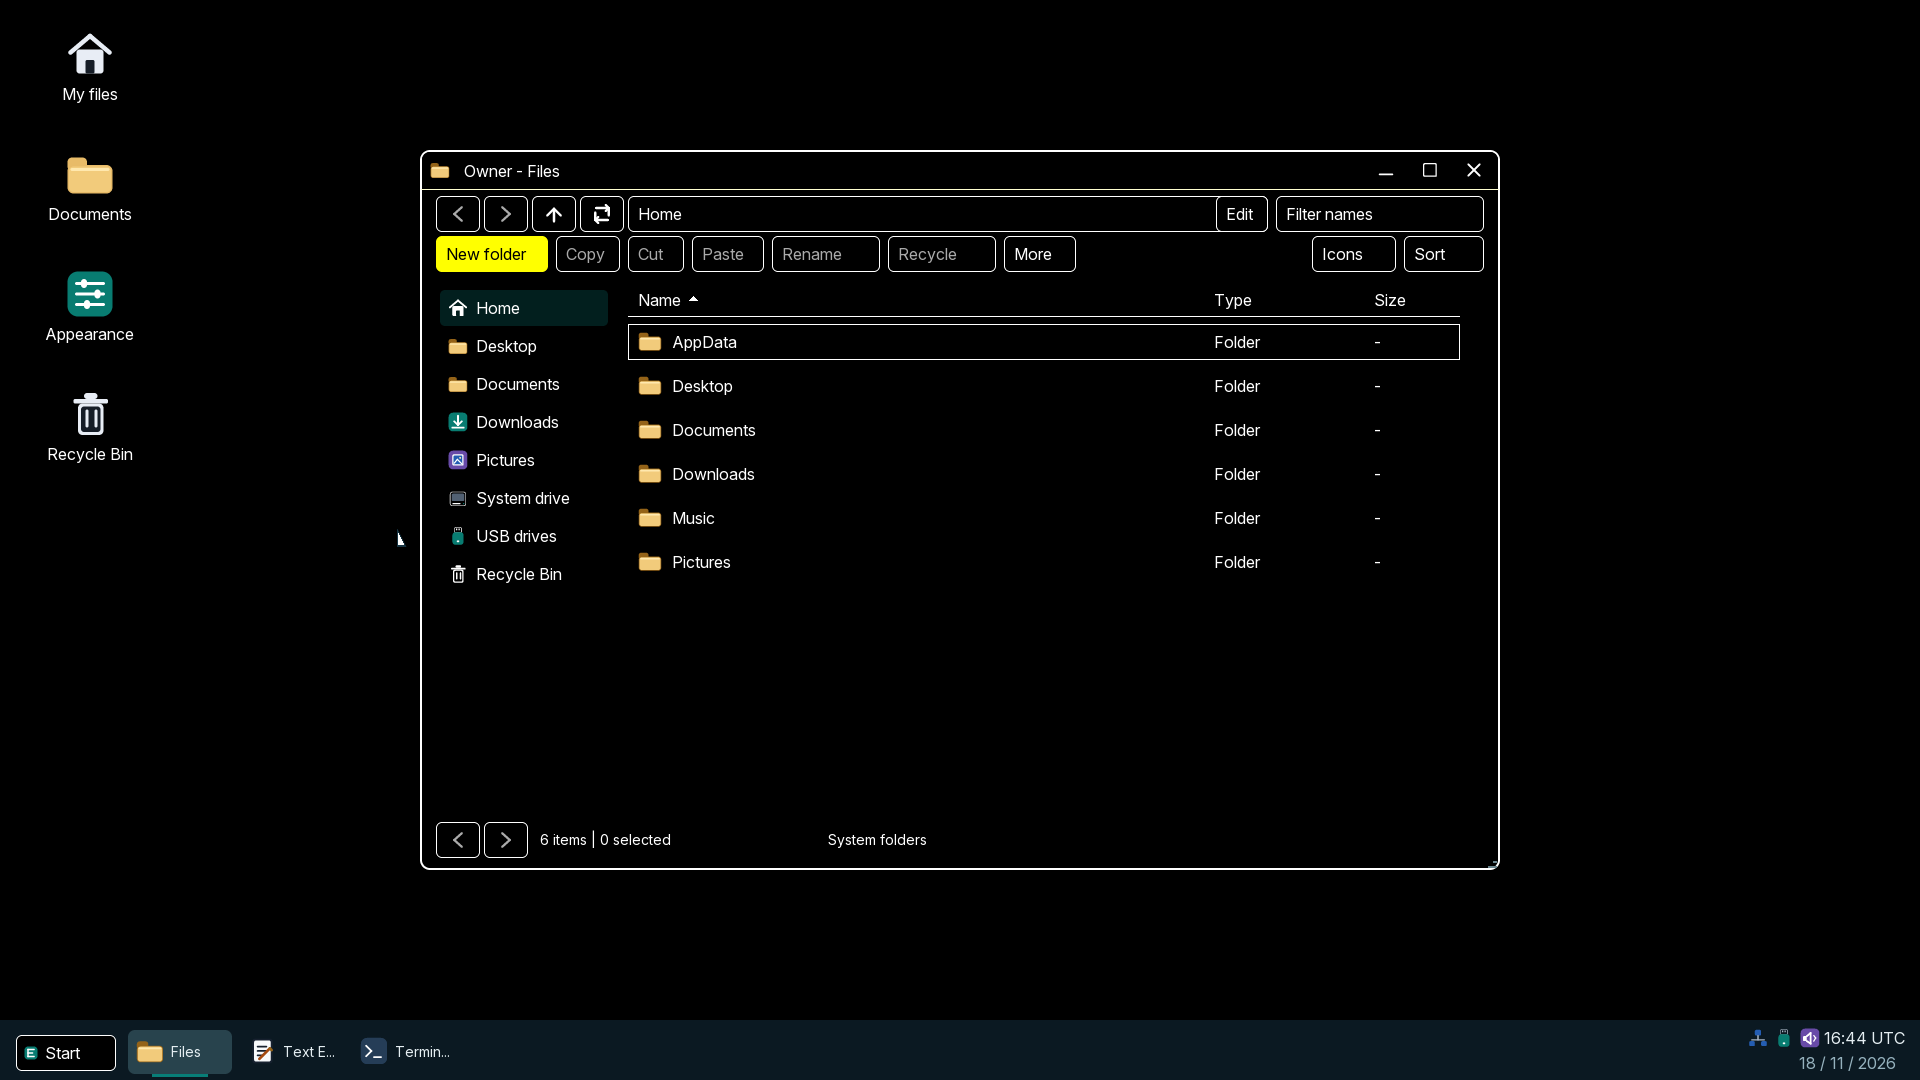 My files
Documents
Appearance
Recycle Bin
Owner - Files
Home
Edit
Filter names
New folder
Copy
Cut
Paste
Rename
Recycle
More
Icons
Sort
Home
Desktop
Documents
Downloads
Pictures
System drive
USB drives
Recycle Bin
Name Type Size
AppData Folder -
Desktop Folder -
Documents Folder -
Downloads Folder -
Music Folder -
Pictures Folder -
6 items | 0 selected
System folders
Start
Files
Text E...
Termin...
16:44 UTC
18 / 11 / 2026